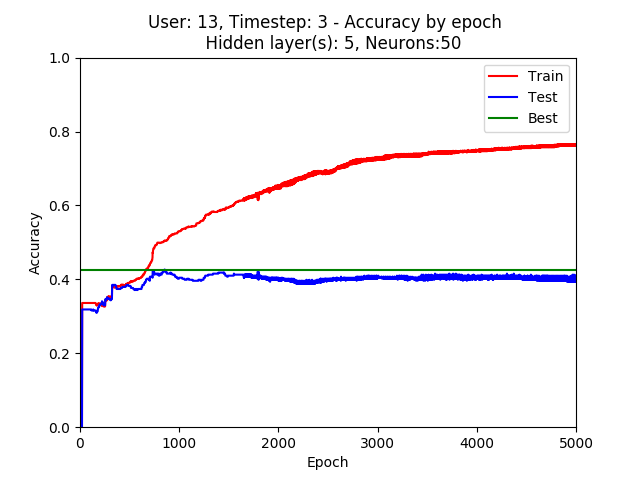 User: 13, Timestep: 3 - Accuracy by epoch
Hidden layer(s): 5, Neurons:50
1.0
0.8
0.6
0.4
0.2
0.0
Accuracy
Train
Test
Best
0
1000
2000
3000
4000
5000
Epoch